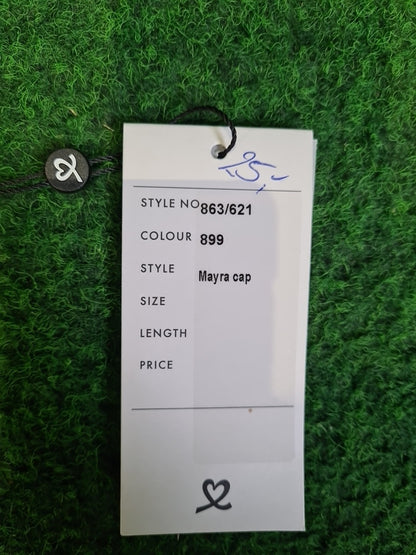 25,-
STYLE NO 863/621
COLOUR 899
STYLE Mayra cap
SIZE
LENGTH
PRICE